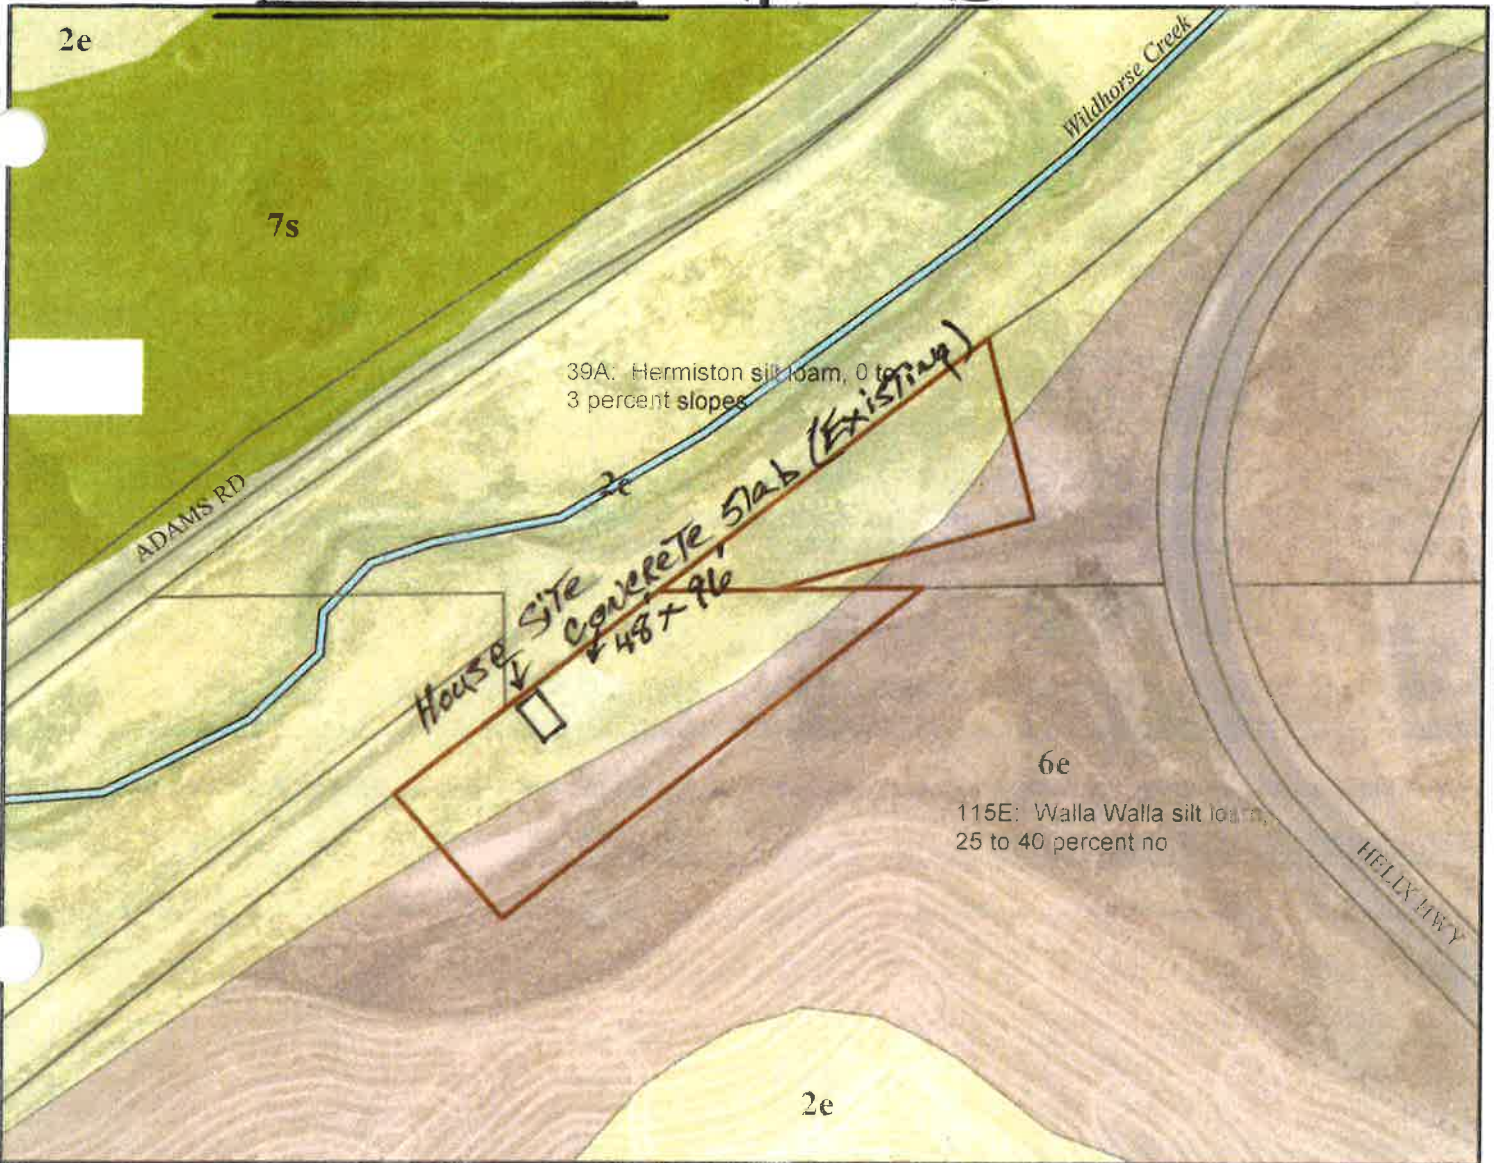 2e
Wildhorse Creek
7s
39A: Hermiston silt loam, 0 to
3 percent slopes
ADAMS RD
2e
House Site
Concrete Slab (Existing)
48' x 96'
6e
115E: Walla Walla silt loam,
25 to 40 percent no
HELIX HWY
2e